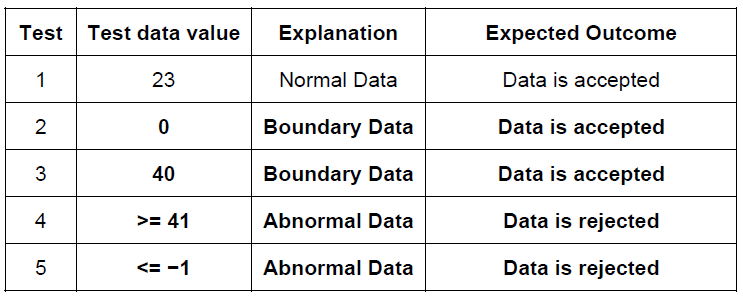 Test Test data value Explanation Expected Outcome
1 23 Normal Data Data is accepted
2 0 Boundary Data Data is accepted
3 40 Boundary Data Data is accepted
4 >= 41 Abnormal Data Data is rejected
5 <= −1 Abnormal Data Data is rejected